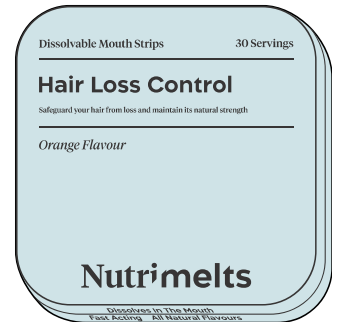 Dissolvable Mouth Strips 30 Servings
Hair Loss Control
Safeguard your hair from loss and maintain its natural strength
Orange Flavour
Nutrimelts
Dissolves In The Mouth
Fast Acting All Natural Flavours